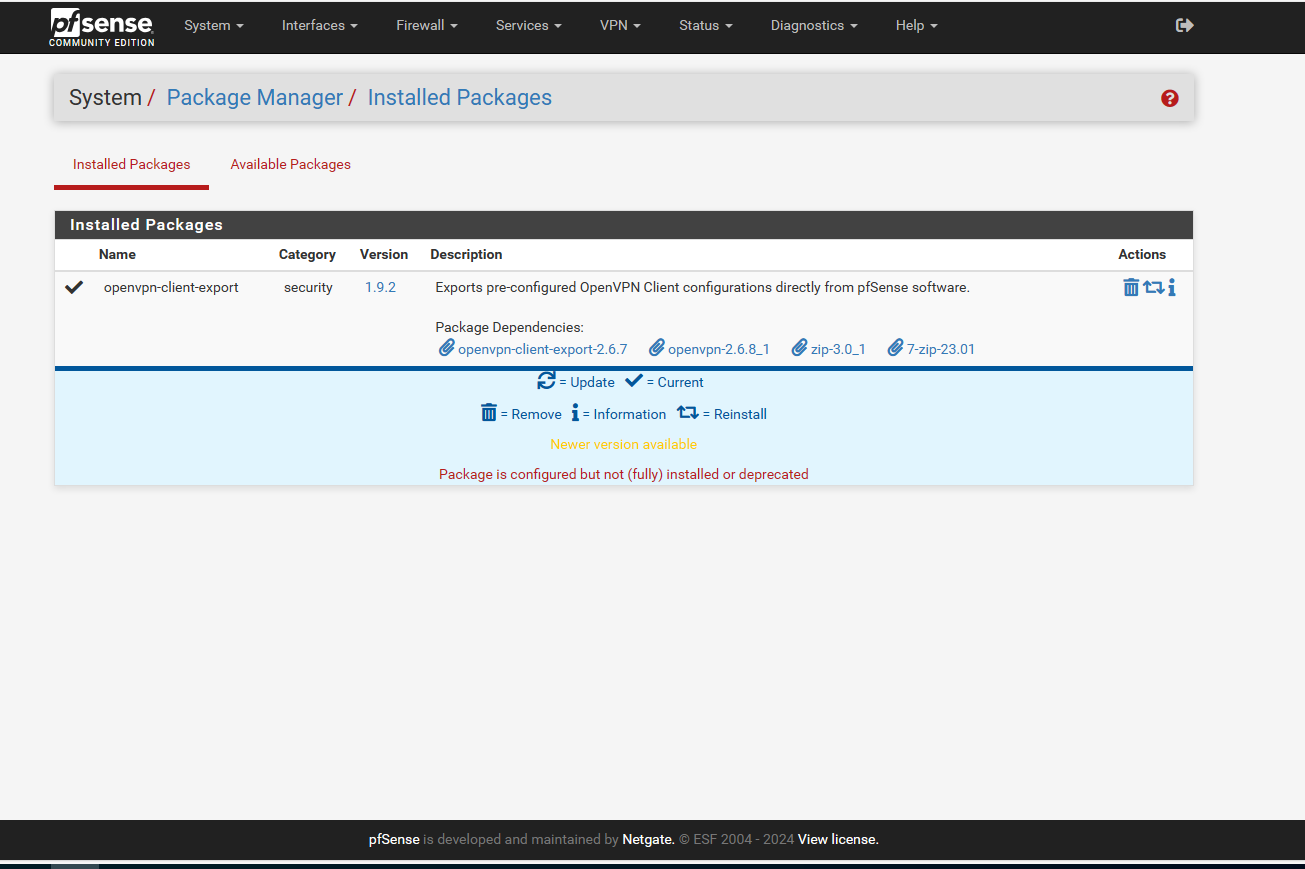 pfsense COMMUNITY EDITION System Interfaces Firewall Services VPN Status Diagnostics Help
System / Package Manager / Installed Packages
Installed Packages Available Packages
Installed Packages
Name Category Version Description Actions
openvpn-client-export security 1.9.2 Exports pre-configured OpenVPN Client configurations directly from pfSense software.
Package Dependencies:
openvpn-client-export-2.6.7 openvpn-2.6.8_1 zip-3.0_1 7-zip-23.01
= Update = Current
= Remove = Information = Reinstall
Newer version available
Package is configured but not (fully) installed or deprecated
pfSense is developed and maintained by Netgate. © ESF 2004 - 2024 View license.